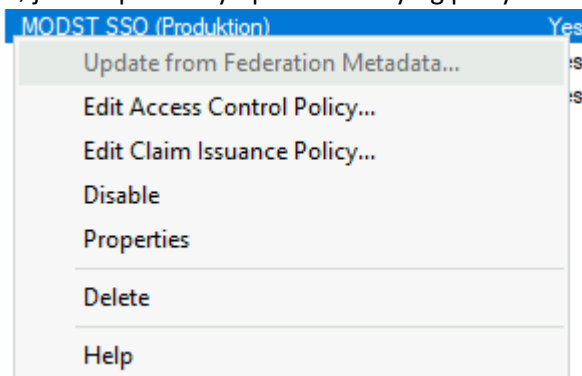 MODST SSO (Produktion) Yes
Update from Federation Metadata...
Edit Access Control Policy...
Edit Claim Issuance Policy...
Disable
Properties
Delete
Help